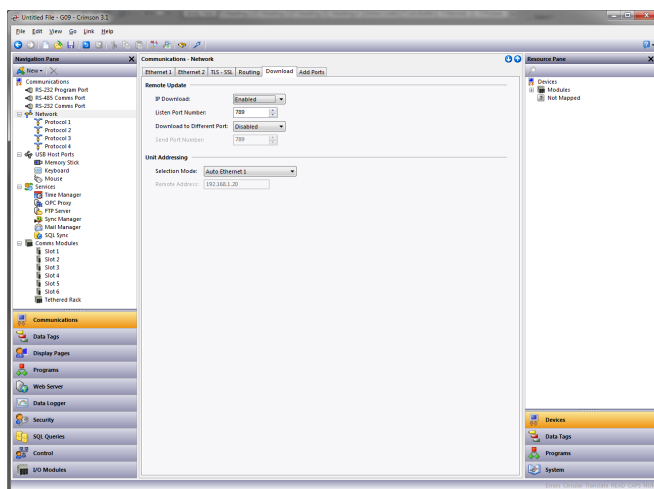 Untitled File - G09 - Crimson 3.1
File Edit View Go Link Help
Navigation Pane
New
Communications
RS-232 Program Port
RS-485 Comms Port
RS-232 Comms Port
Network
Protocol 1
Protocol 2
Protocol 3
Protocol 4
USB Host Ports
Memory Stick
Keyboard
Mouse
Services
Time Manager
OPC Proxy
FTP Server
Sync Manager
Mail Manager
SQL Sync
Comms Modules
Slot 1
Slot 2
Slot 3
Slot 4
Slot 5
Slot 6
Tethered Rack
Communications
Data Tags
Display Pages
Programs
Web Server
Data Logger
Security
SQL Queries
Control
I/O Modules
Communications - Network
Ethernet 1 Ethernet 2 TLS - SSL Routing Download Add Ports
Remote Update
IP Download: Enabled
Listen Port Number: 789
Download to Different Port: Disabled
Send Port Number: 789
Unit Addressing
Selection Mode: Auto Ethernet 1
Remote Address: 192.168.1.20
Resource Pane
Devices
Modules
Not Mapped
Devices
Data Tags
Programs
System
Errors Circular Translate READ CAPS